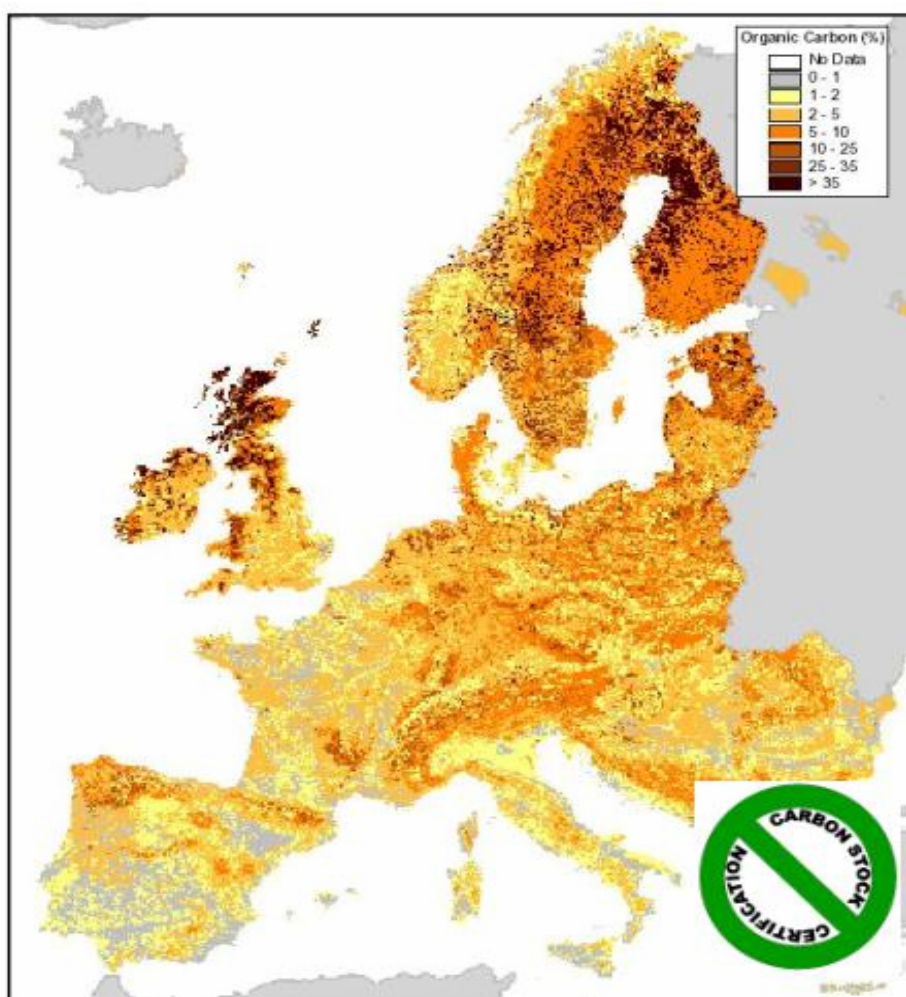 Organic Carbon (%)
No Data
0 - 1
1 - 2
2 - 5
5 - 10
10 - 25
25 - 35
> 35
CARBON STOCK
CERTIFICATION